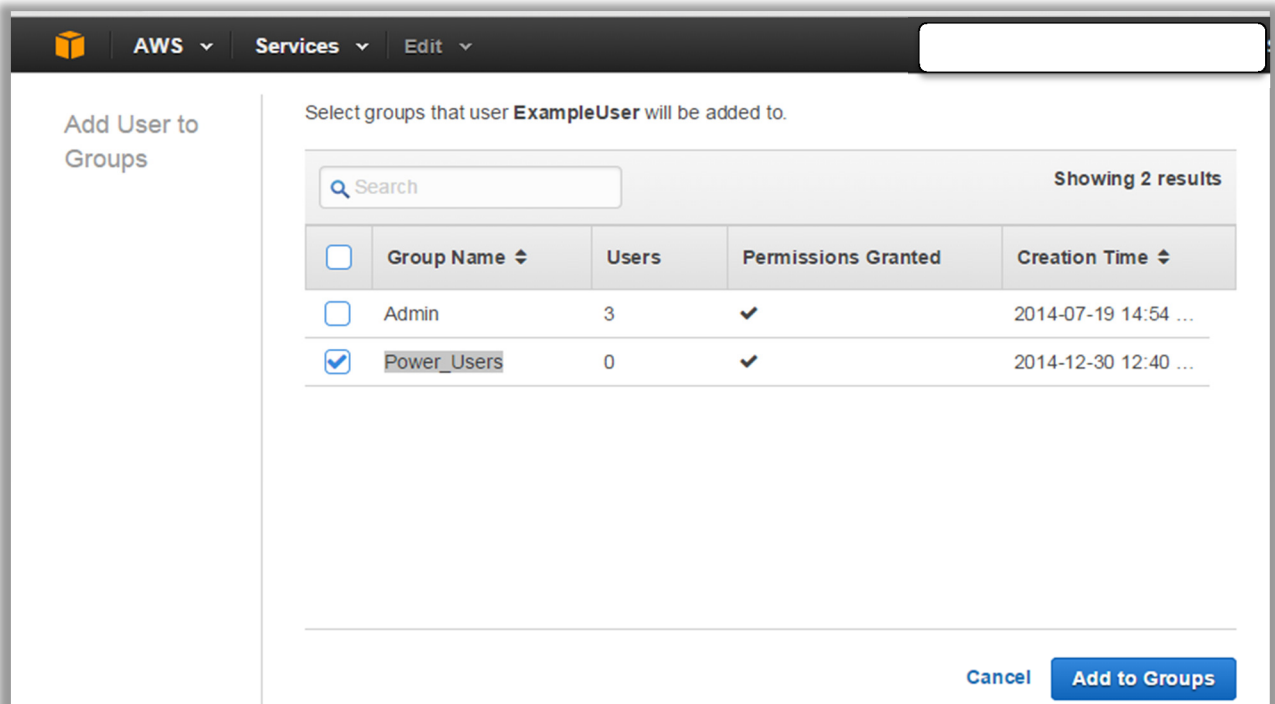 AWS Services Edit
Add User to
Groups
Select groups that user ExampleUser will be added to.
Search
Showing 2 results
Group Name Users Permissions Granted Creation Time
Admin 3 2014-07-19 14:54 ...
Power_Users 0 2014-12-30 12:40 ...
Cancel Add to Groups